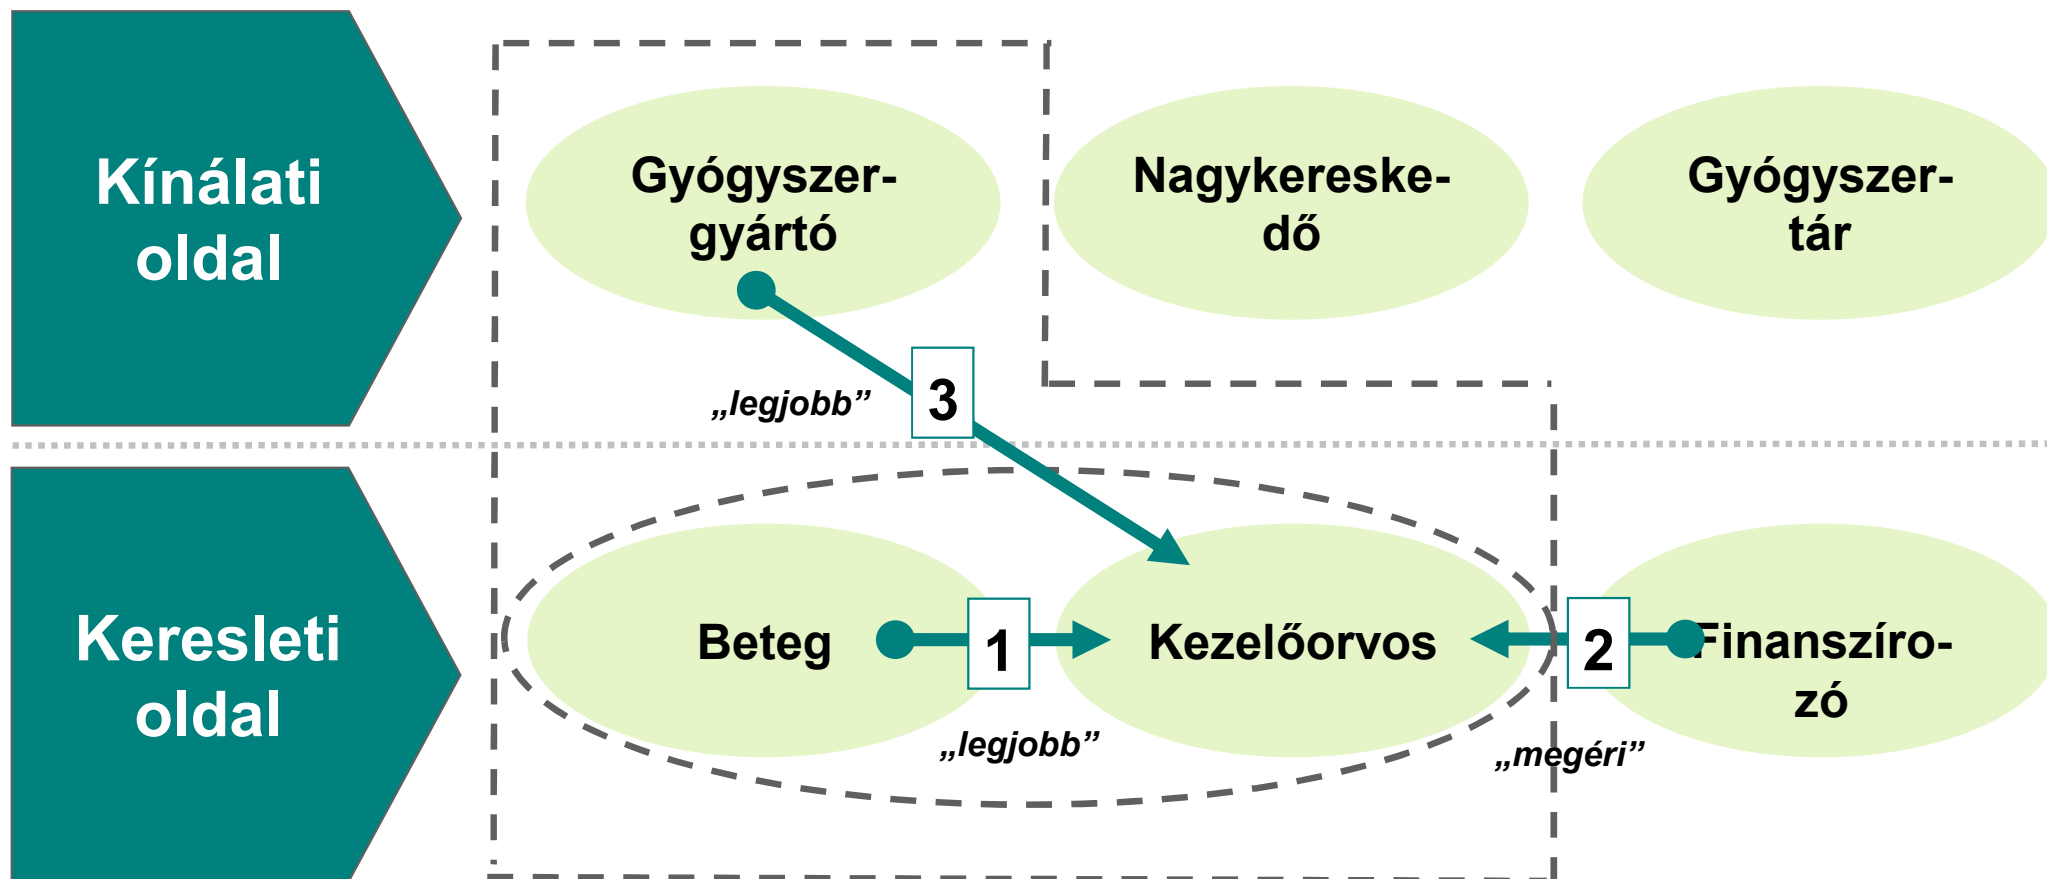 Kínálati
oldal
Gyógyszer-
gyártó
Nagykereske-
dő
Gyógyszer-
tár
„legjobb”
3
Keresleti
oldal
Beteg
1
Kezelőorvos
2
Finanszíro-
zó
„legjobb”
„megéri”